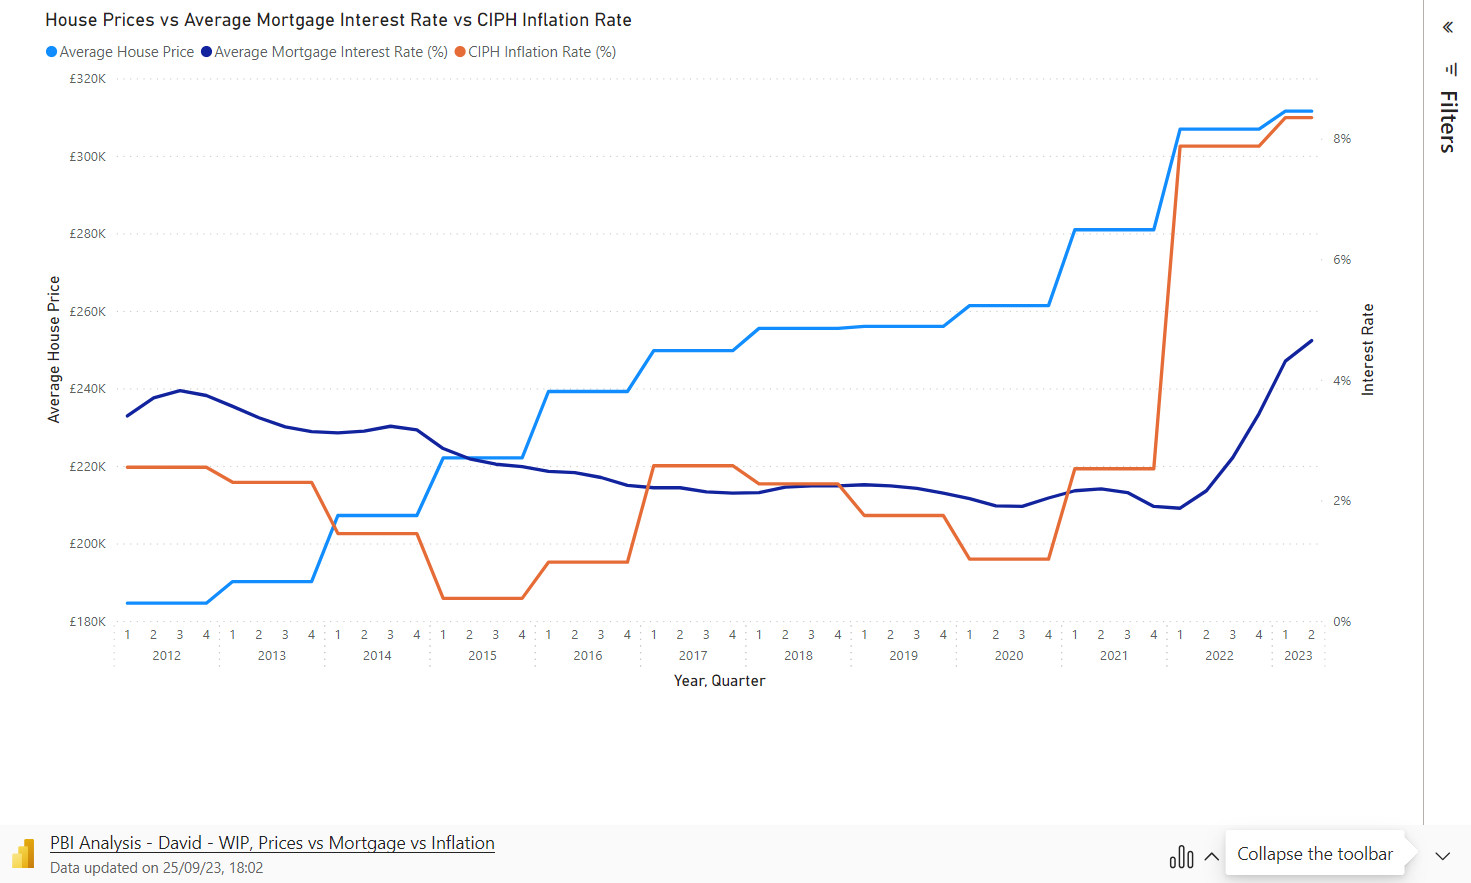 House Prices vs Average Mortgage Interest Rate vs CIPH Inflation Rate
Average House Price Average Mortgage Interest Rate (%) CIPH Inflation Rate (%)
£320K
£300K
£280K
£260K
£240K
£220K
£200K
£180K
Average House Price
8%
6%
4%
2%
0%
Interest Rate
1 2 3 4 1 2 3 4 1 2 3 4 1 2 3 4 1 2 3 4 1 2 3 4 1 2 3 4 1 2 3 4 1 2 3 4 1 2 3 4 1 2 3 4 1 2
2012 2013 2014 2015 2016 2017 2018 2019 2020 2021 2022 2023
Year, Quarter
Filters
PBI Analysis - David - WIP, Prices vs Mortgage vs Inflation
Data updated on 25/09/23, 18:02
Collapse the toolbar